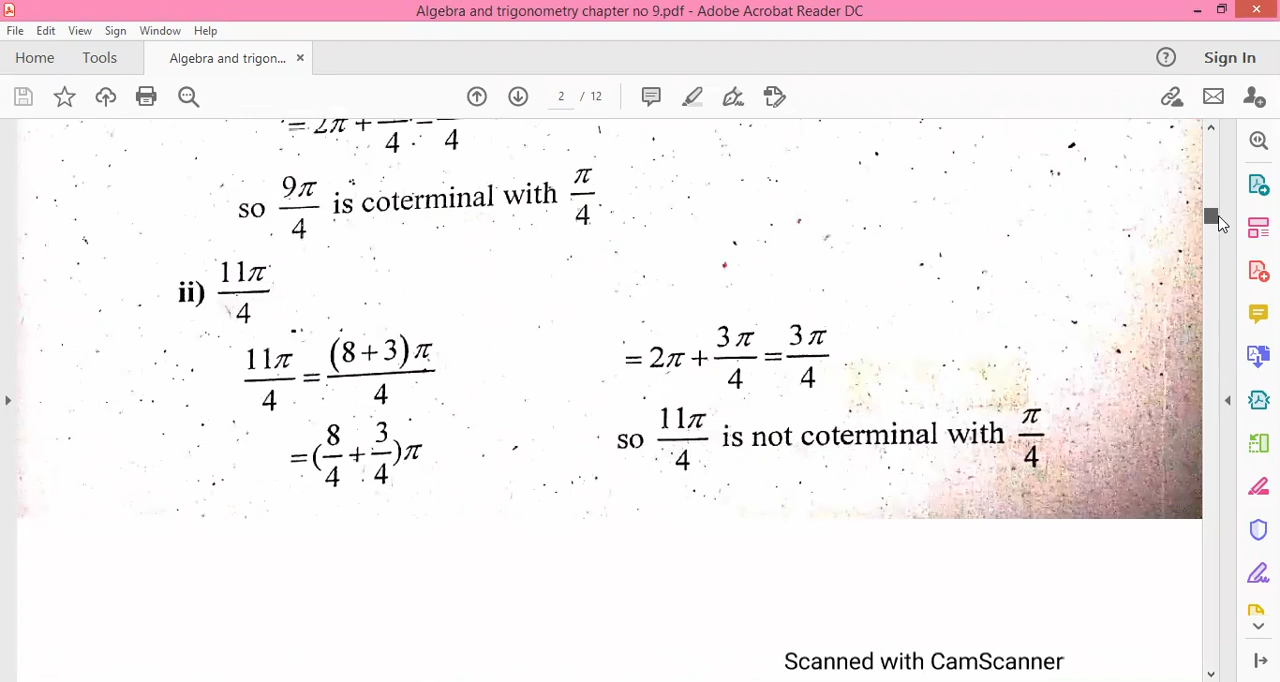 Algebra and trigonometry chapter no 9.pdf - Adobe Acrobat Reader DC
File Edit View Sign Window Help
Home Tools Algebra and trigon... × Sign In
2 / 12
= 2π + — = —
4 4
so 9π/4 is coterminal with π/4
ii) 11π/4
11π/4 = (8+3)π/4
= (8/4 + 3/4)π
= 2π + 3π/4 = 3π/4
so 11π/4 is not coterminal with π/4
Scanned with CamScanner